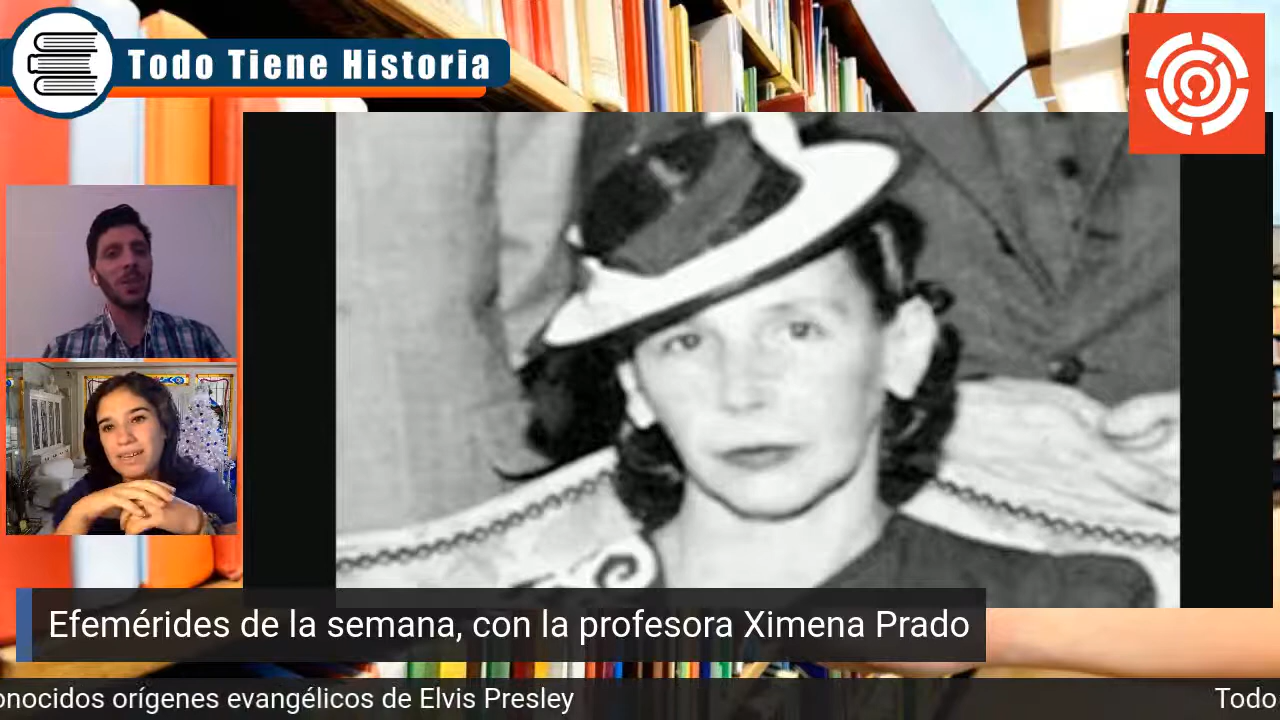 Todo Tiene Historia
Efemérides de la semana, con la profesora Ximena Prado
onocidos orígenes evangélicos de Elvis Presley
Todo